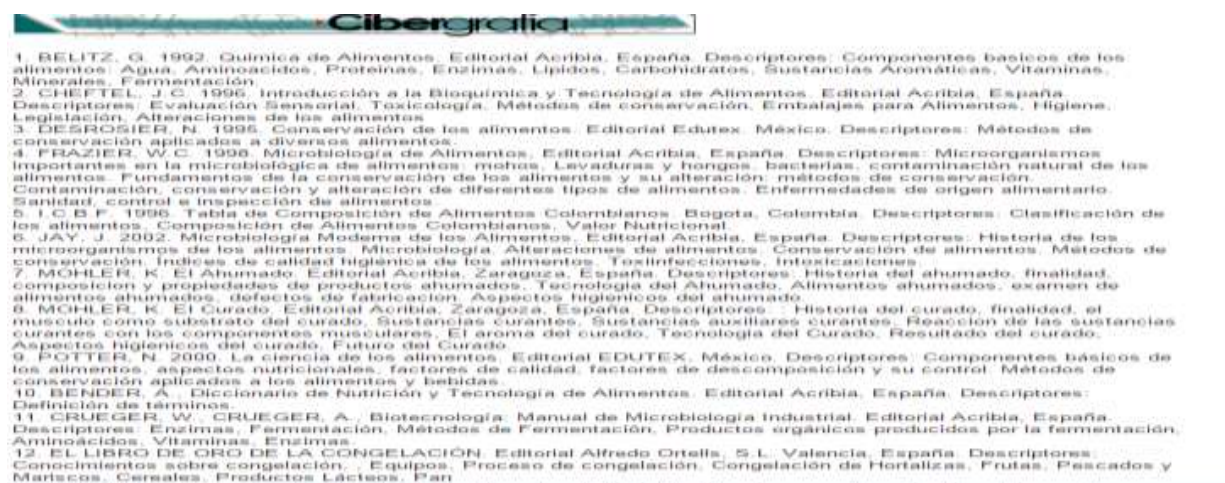 Cibergrafia
1. BELITZ, G. 1992. Química de Alimentos, Editorial Acribia, España. Descriptores: Componentes basicos de los
alimentos: Agua, Aminoacidos, Proteinas, Enzimas, Lipidos, Carbohidratos, Sustancias Aromáticas, Vitaminas,
Minerales, Fermentación.
2. CHEFTEL, J.C. 1996. Introducción a la Bioquímica y Tecnología de Alimentos. Editorial Acribia, España.
Descriptores: Evaluación Sensorial, Toxicología, Métodos de conservación, Embalajes para Alimentos, Higiene,
Legislación, Alteraciones de los alimentos
3. DESROSIER, N. 1995. Conservación de los alimentos. Editorial Edutex. México. Descriptores: Métodos de
conservación aplicados a diversos alimentos.
4. FRAZIER, W.C. 1998. Microbiología de Alimentos, Editorial Acribia, España. Descriptores: Microorganismos
Importantes en la microbiológica de alimentos: mohos, Levaduras y hongos, bacterias, contaminación natural de los
alimentos. Fundamentos de la conservación de los alimentos y su alteración: métodos de conservación.
Contaminación, conservación y alteración de diferentes tipos de alimentos. Enfermedades de origen alimentario.
Sanidad, control e inspección de alimentos.
5. I.C.B.F. 1996. Tabla de Composición de Alimentos Colombianos. Bogota, Colombia. Descriptores: Clasificación de
los alimentos, Composición de Alimentos Colombianos, Valor Nutricional.
6. JAY, J. 2002. Microbiología Moderna de los Alimentos, Editorial Acribia, España. Descriptores: Historia de los
microorganismos de los alimentos. Microbiología. Alteraciones de alimentos, Conservación de alimentos. Métodos de
conservación. Índices de calidad higiénica de los alimentos. Toxiinfecciones, Intoxicaciones.
7. MOHLER, K. El Ahumado. Editorial Acribia, Zaragoza, España. Descriptores: Historia del ahumado, finalidad,
composicion y propiedades de productos ahumados, Tecnologia del Ahumado, Alimentos ahumados, examen de
alimentos ahumados, defectos de fabricacion, Aspectos higienicos del ahumado.
8. MOHLER, K. El Curado, Editorial Acribia, Zaragoza, España, Descriptores: : Historia del curado, finalidad, el
musculo como substrato del curado, Sustancias curantes, Sustancias auxiliares curantes, Reacción de las sustancias
curantes con los componentes musculares, El aroma del curado, Tecnologia del Curado, Resultado del curado,
Aspectos higienicos del curado, Futuro del Curado
9. POTTER, N. 2000. La ciencia de los alimentos, Editorial EDUTEX, México, Descriptores: Componentes básicos de
los alimentos, aspectos nutricionales, factores de calidad, factores de descomposición y su control. Métodos de
conservación aplicados a los alimentos y bebidas.
10. BENDER, A., Diccionario de Nutrición y Tecnología de Alimentos. Editorial Acribia, España. Descriptores:
Definición de términos.
11. CRUEGER, W., CRUEGER, A., Biotecnología: Manual de Microbiología Industrial. Editorial Acribia, España.
Descriptores: Enzimas, Fermentación, Métodos de Fermentación, Productos orgánicos producidos por la fermentación,
Aminoácidos, Vitaminas, Enzimas.
12. EL LIBRO DE ORO DE LA CONGELACIÓN. Editorial Alfredo Ortells, S.L. Valencia, España. Descriptores:
Conocimientos sobre congelación, , Equipos, Proceso de congelación, Congelación de Hortalizas, Frutas, Pescados y
Mariscos, Cereales, Productos Lácteos, Pan